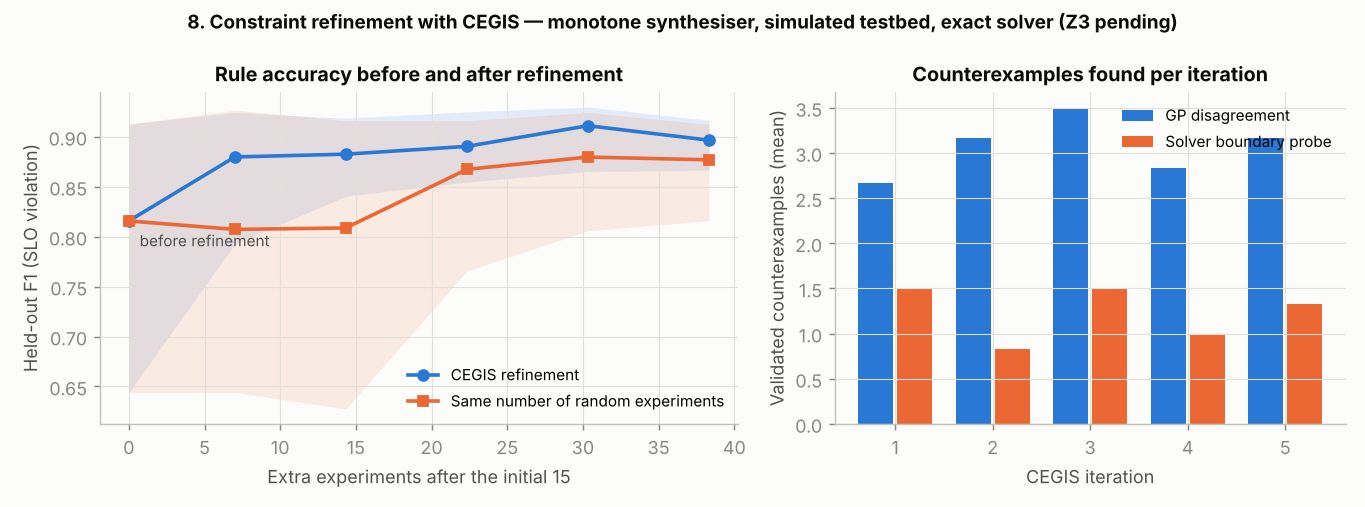 8. Constraint refinement with CEGIS — monotone synthesiser, simulated testbed, exact solver (Z3 pending)
Rule accuracy before and after refinement
Held-out F1 (SLO violation)
0.90
0.85
0.80
0.75
0.70
0.65
before refinement
CEGIS refinement
Same number of random experiments
0 5 10 15 20 25 30 35 40
Extra experiments after the initial 15
Counterexamples found per iteration
Validated counterexamples (mean)
3.5
3.0
2.5
2.0
1.5
1.0
0.5
0.0
GP disagreement
Solver boundary probe
1 2 3 4 5
CEGIS iteration